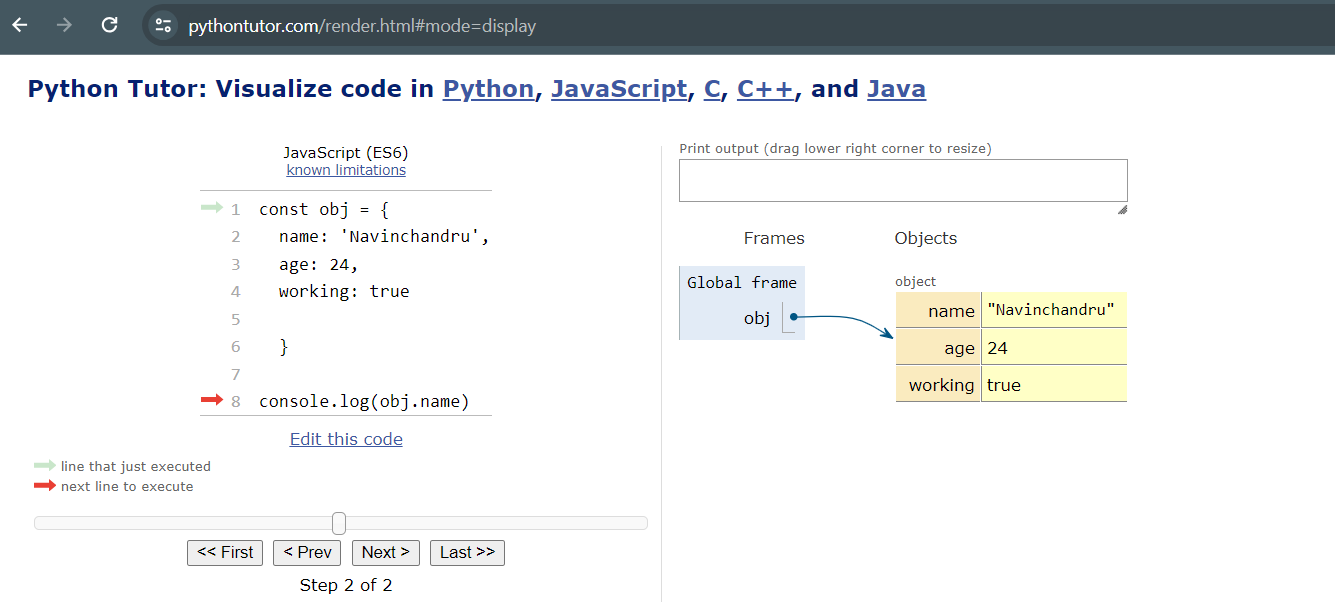 pythontutor.com/render.html#mode=display
Python Tutor: Visualize code in Python, JavaScript, C, C++, and Java
JavaScript (ES6)
known limitations
1 const obj = {
2 name: 'Navinchandru',
3 age: 24,
4 working: true
5
6 }
7
8 console.log(obj.name)
Edit this code
line that just executed
next line to execute
<< First < Prev Next > Last >>
Step 2 of 2
Print output (drag lower right corner to resize)
Frames Objects
Global frame
obj
object
name "Navinchandru"
age 24
working true